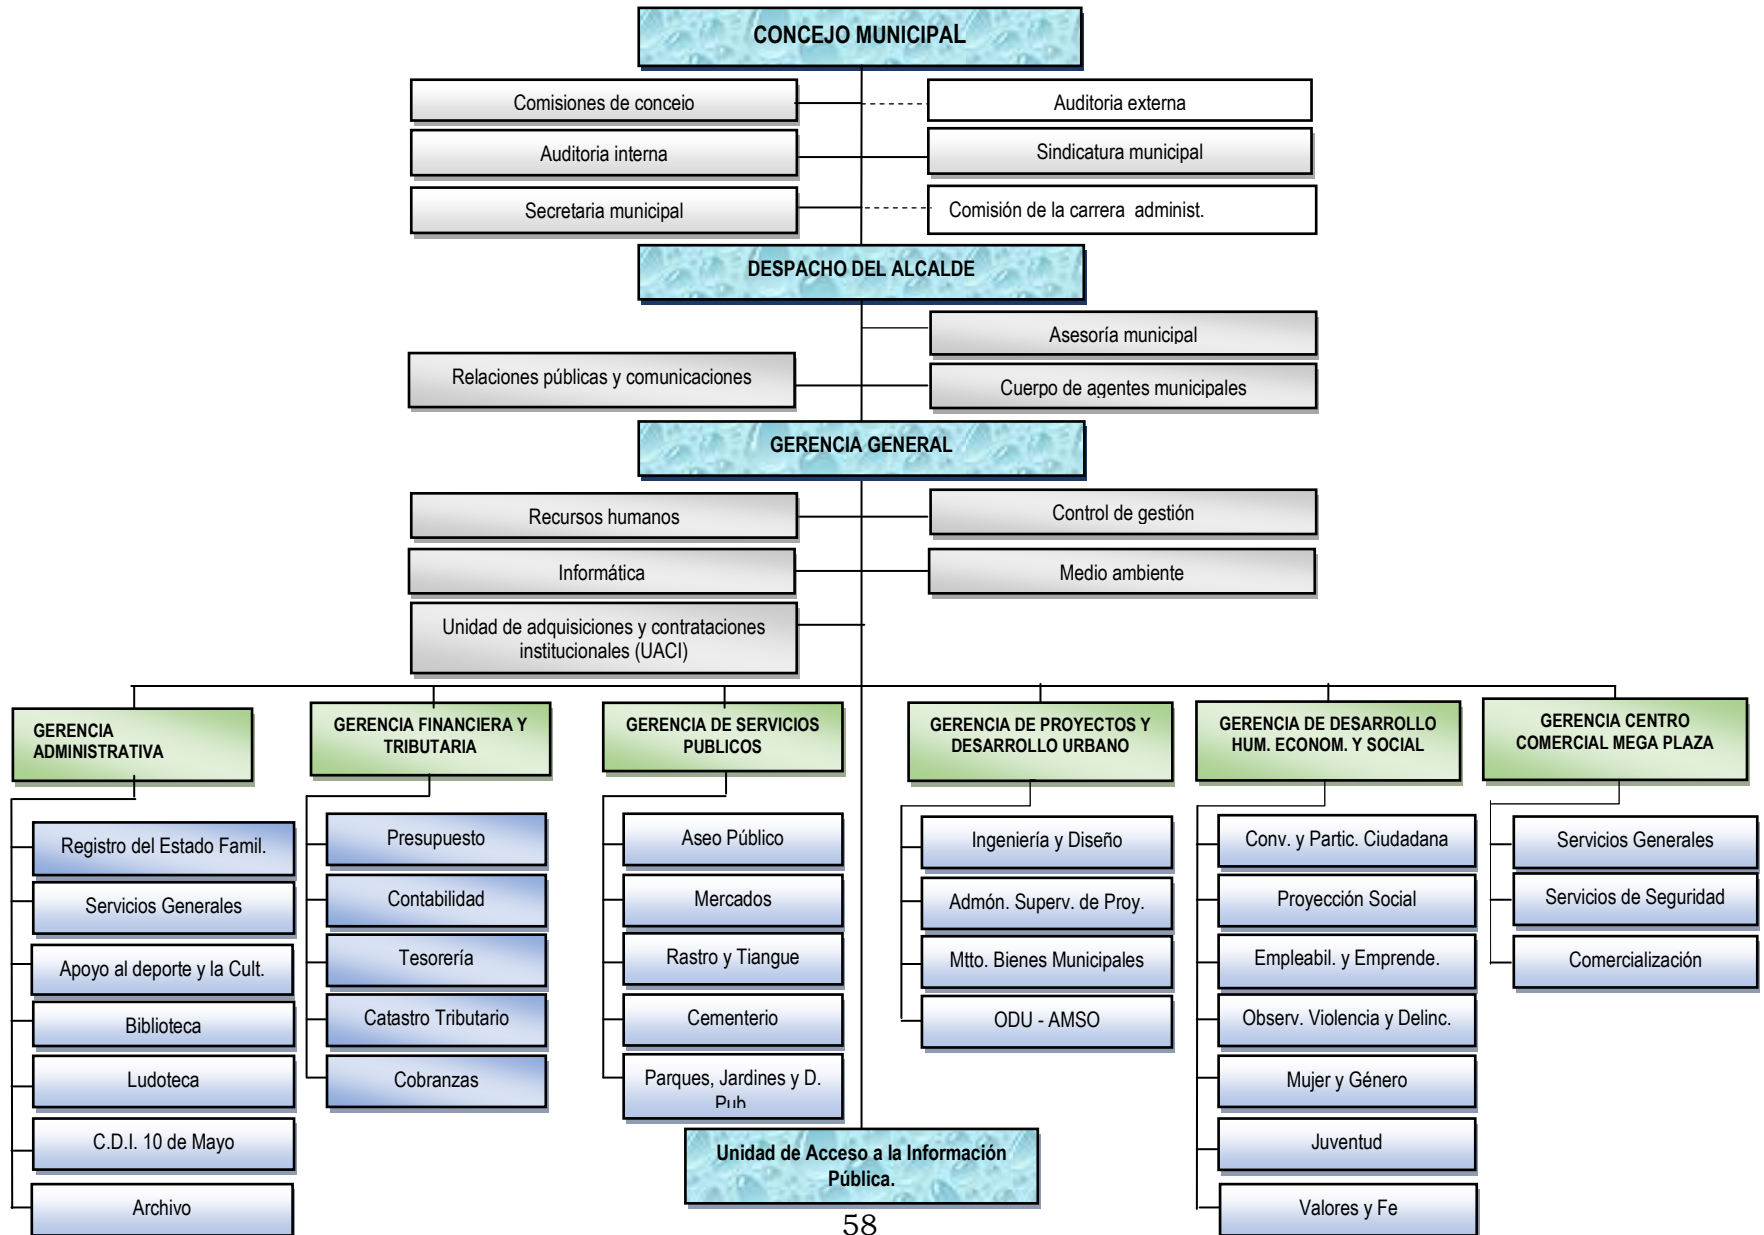 CONCEJO MUNICIPAL
Comisiones de concejo
Auditoria externa
Auditoria interna
Sindicatura municipal
Secretaria municipal
Comisión de la carrera administ.
DESPACHO DEL ALCALDE
Asesoría municipal
Relaciones públicas y comunicaciones
Cuerpo de agentes municipales
GERENCIA GENERAL
Recursos humanos
Control de gestión
Informática
Medio ambiente
Unidad de adquisiciones y contrataciones
institucionales (UACI)
GERENCIA
ADMINISTRATIVA
Registro del Estado Famil.
Servicios Generales
Apoyo al deporte y la Cult.
Biblioteca
Ludoteca
C.D.I. 10 de Mayo
Archivo
GERENCIA FINANCIERA Y
TRIBUTARIA
Presupuesto
Contabilidad
Tesorería
Catastro Tributario
Cobranzas
GERENCIA DE SERVICIOS
PUBLICOS
Aseo Público
Mercados
Rastro y Tiangue
Cementerio
Parques, Jardines y D.
Pub
GERENCIA DE PROYECTOS Y
DESARROLLO URBANO
Ingeniería y Diseño
Admón. Superv. de Proy.
Mtto. Bienes Municipales
ODU - AMSO
GERENCIA DE DESARROLLO
HUM. ECONOM. Y SOCIAL
Conv. y Partic. Ciudadana
Proyección Social
Empleabil. y Emprende.
Observ. Violencia y Delinc.
Mujer y Género
Juventud
Valores y Fe
GERENCIA CENTRO
COMERCIAL MEGA PLAZA
Servicios Generales
Servicios de Seguridad
Comercialización
Unidad de Acceso a la Información
Pública.
58